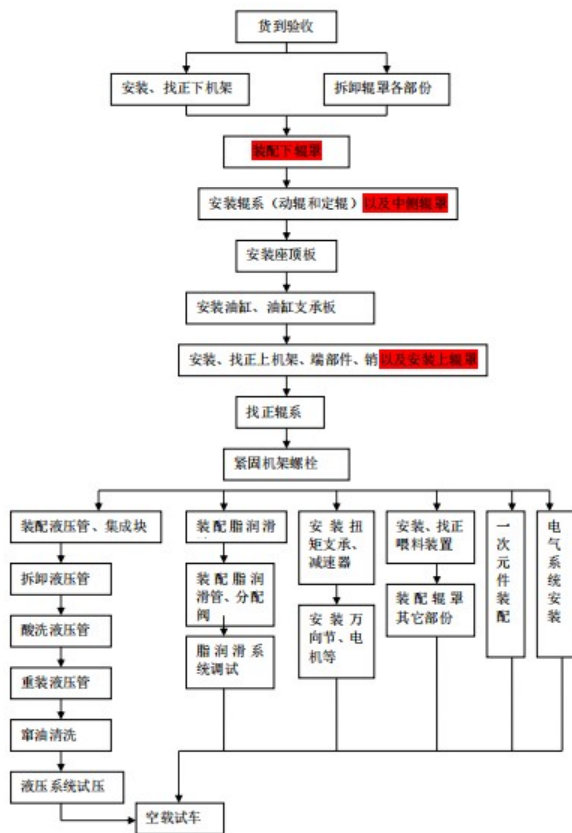 货到验收
安装、找正下机架
拆卸辊罩各部份
装配下辊罩
安装辊系（动辊和定辊）以及中侧辊罩
安装座顶板
安装油缸、油缸支承板
安装、找正上机架、端部件、销以及安装上辊罩
找正辊系
紧固机架螺栓
装配液压管、集成块
拆卸液压管
酸洗液压管
重装液压管
窜油清洗
液压系统试压
装配脂润滑
装配脂润
滑管、分配
阀
脂润滑系
统调试
安装扭
矩支承、
减速器
安装万
向节、电
机等
安装、找正
喂料装置
装配辊罩
其它部份
一次元件装配
电气系统安装
空载试车